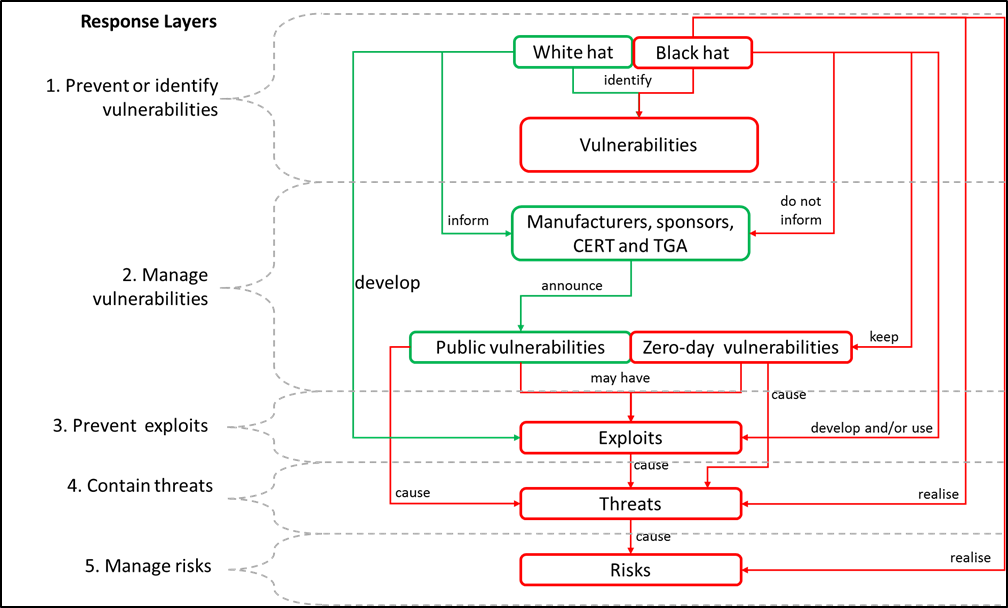 Response Layers
White hat
Black hat
identify
1. Prevent or identify
vulnerabilities
Vulnerabilities
do not
inform
inform
Manufacturers, sponsors,
CERT and TGA
2. Manage
vulnerabilities
develop
announce
Public vulnerabilities
Zero-day vulnerabilities
keep
may have
cause
3. Prevent exploits
Exploits
develop and/or use
cause
4. Contain threats
cause
Threats
realise
cause
5. Manage risks
Risks
realise